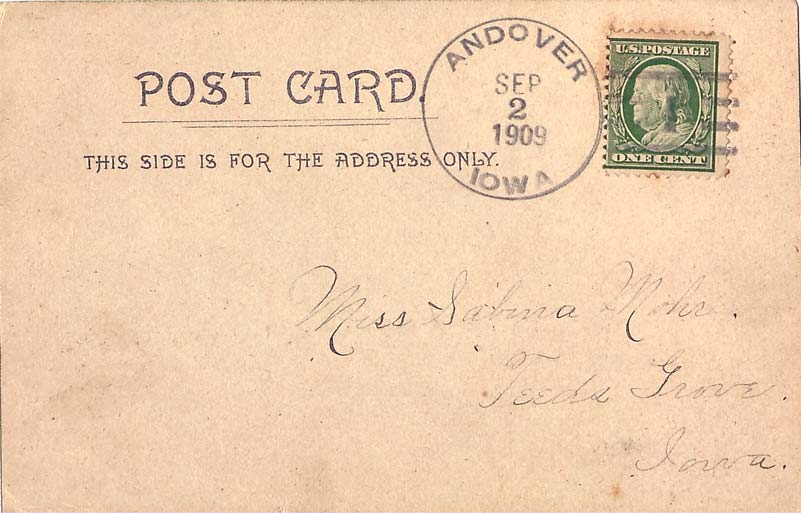 POST CARD.
THIS SIDE IS FOR THE ADDRESS ONLY.
ANDOVER
SEP
2
1909
IOWA
U.S. POSTAGE
ONE CENT
1
Miss Sabina Mohr.
Teeds Grove.
Iowa.